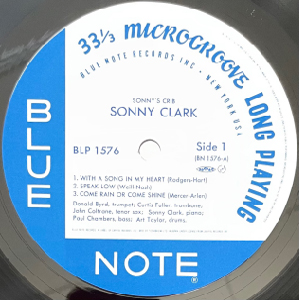 33 1/3 MICROGROOVE LONG PLAYING
BLUE NOTE RECORDS INC · NEW YORK USA
BLUE
SONNY'S CRIB
SONNY CLARK
BLP 1576
Side 1
(BN1576-A)
1. WITH A SONG IN MY HEART (Rodgers-Hart)
2. SPEAK LOW (Weill-Nash)
3. COME RAIN OR COME SHINE (Mercer-Arlen)
Donald Byrd, trumpet; Curtis Fuller, trombone;
John Coltrane, tenor sax; Sonny Clark, piano;
Paul Chambers, bass; Art Taylor, drums.
NOTE
®